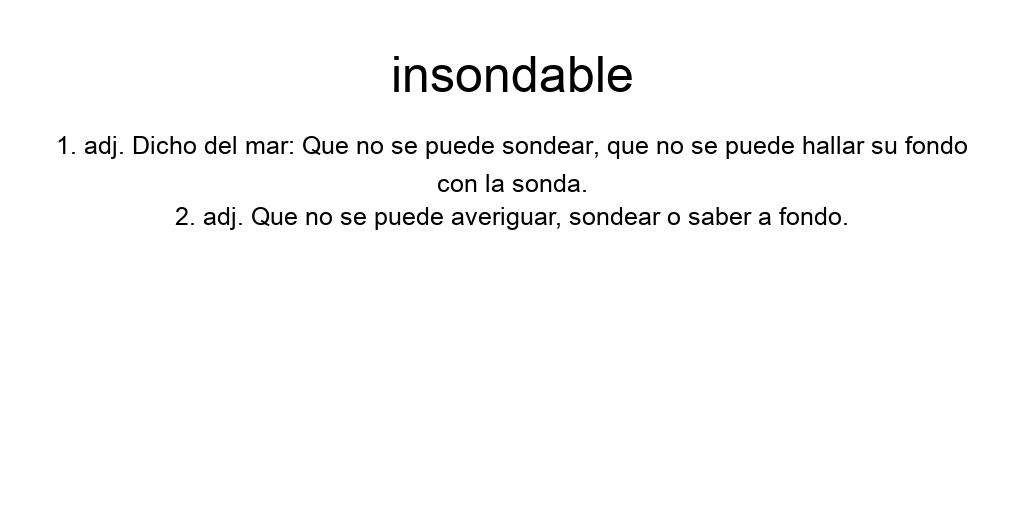 insondable
1. adj. Dicho del mar: Que no se puede sondear, que no se puede hallar su fondo
con la sonda.
2. adj. Que no se puede averiguar, sondear o saber a fondo.